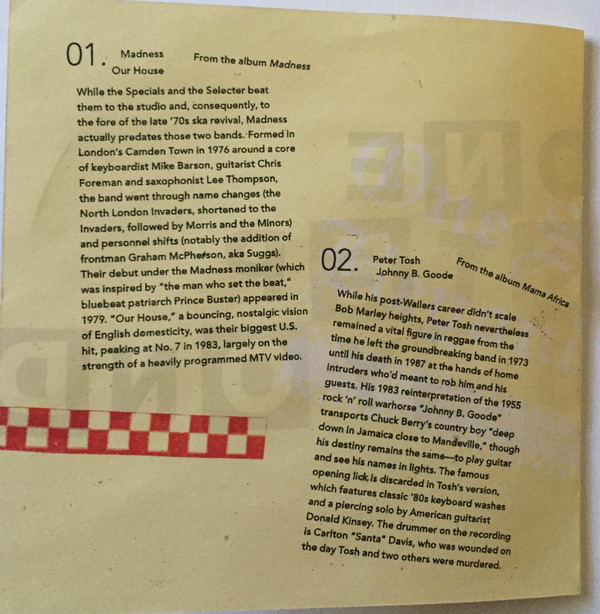 01. Madness
Our House
From the album Madness
While the Specials and the Selecter beat
them to the studio and, consequently, to
the fore of the late '70s ska revival, Madness
actually predates those two bands. Formed in
London's Camden Town in 1976 around a core
of keyboardist Mike Barson, guitarist Chris
Foreman and saxophonist Lee Thompson,
the band went through name changes (the
North London Invaders, shortened to the
Invaders, followed by Morris and the Minors)
and personnel shifts (notably the addition of
frontman Graham McPherson, aka Suggs).
Their debut under the Madness moniker (which
was inspired by "the man who set the beat,"
bluebeat patriarch Prince Buster) appeared in
1979. "Our House," a bouncing, nostalgic vision
of English domesticity, was their biggest U.S.
hit, peaking at No. 7 in 1983, largely on the
strength of a heavily programmed MTV video.
02. Peter Tosh
Johnny B. Goode
From the album Mama Africa
While his post-Wailers career didn't scale
Bob Marley heights, Peter Tosh nevertheless
remained a vital figure in reggae from the
time he left the groundbreaking band in 1973
until his death in 1987 at the hands of home
intruders who'd meant to rob him and his
guests. His 1983 reinterpretation of the 1955
rock 'n' roll warhorse "Johnny B. Goode"
transports Chuck Berry's country boy "deep
down in Jamaica close to Mandeville," though
his destiny remains the same—to play guitar
and see his names in lights. The famous
opening lick is discarded in Tosh's version,
which features classic '80s keyboard washes
and a piercing solo by American guitarist
Donald Kinsey. The drummer on the recording
is Carlton "Santa" Davis, who was wounded on
the day Tosh and two others were murdered.